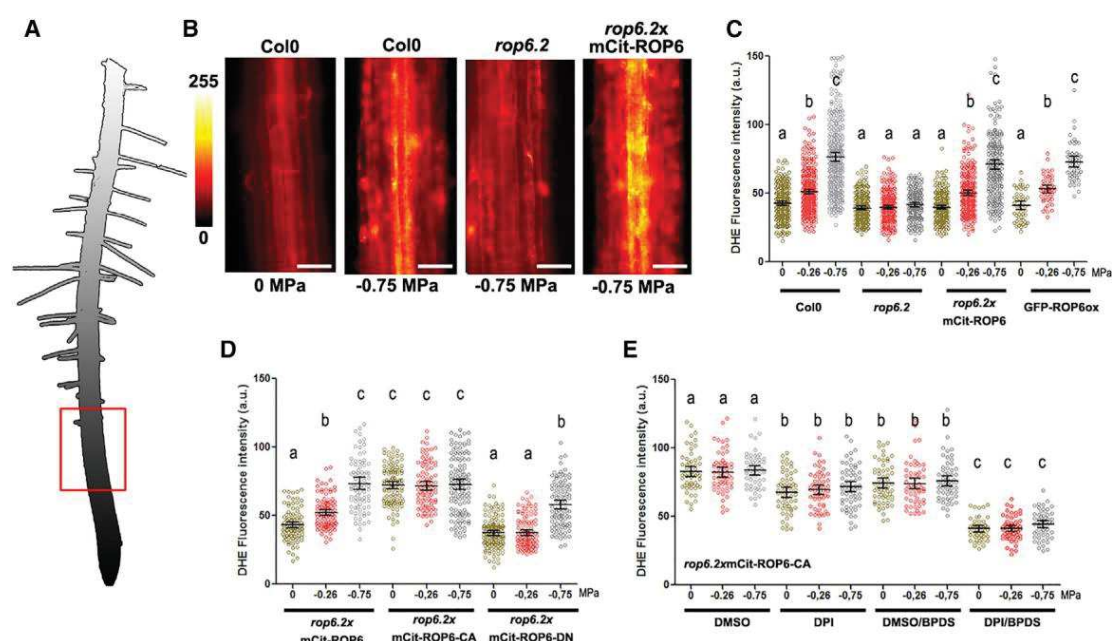 A
B
Col0
Col0
rop6.2
rop6.2x
mCit-ROP6
255
0
0 MPa
-0.75 MPa
-0.75 MPa
-0.75 MPa
C
DHE Fluorescence intensity (a.u.)
150
100
50
0
a b c a a a a b c a b c
0 -0,26 -0,75 0 -0,26 -0,75 0 -0,26 -0,75 0 -0,26 -0,75 MPa
Col0
rop6.2
rop6.2x
mCit-ROP6
GFP-ROP6ox
D
DHE Fluorescence intensity (a.u.)
150
100
50
0
a b c c c c a a b
0 -0,26 -0,75 0 -0,26 -0,75 0 -0,26 -0,75 MPa
rop6.2x rop6.2x rop6.2x
mCit-ROP6 mCit-ROP6-CA mCit-ROP6-DN
E
DHE Fluorescence intensity (a.u.)
150
100
50
0
a a a b b b b b b c c c
rop6.2xmCit-ROP6-CA
0 -0,26 -0,75 0 -0,26 -0,75 0 -0,26 -0,75 0 -0,26 -0,75 MPa
DMSO DPI DMSO/BPDS DPI/BPDS